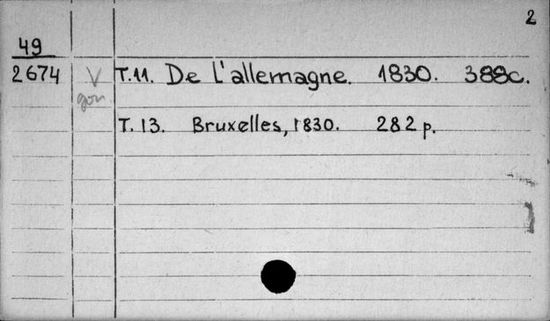 2
49
2674 V T.11. De L'allemagne. 1830. 388c.
T.13. Bruxelles, 1830. 282 p.